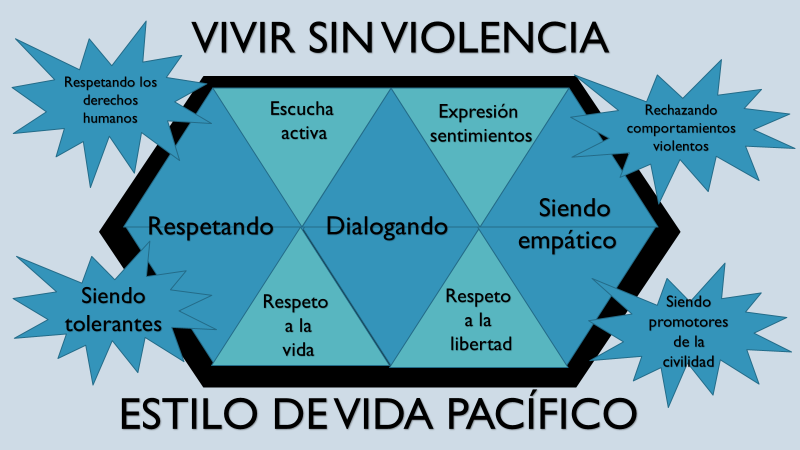 VIVIR SIN VIOLENCIA
Respetando los
derechos
humanos
Escucha
activa
Expresión
sentimientos
Rechazando
comportamientos
violentos
Respetando
Dialogando
Siendo
empático
Siendo
tolerantes
Respeto
a la
vida
Respeto
a la
libertad
Siendo
promotores
de la
civilidad
ESTILO DE VIDA PACÍFICO